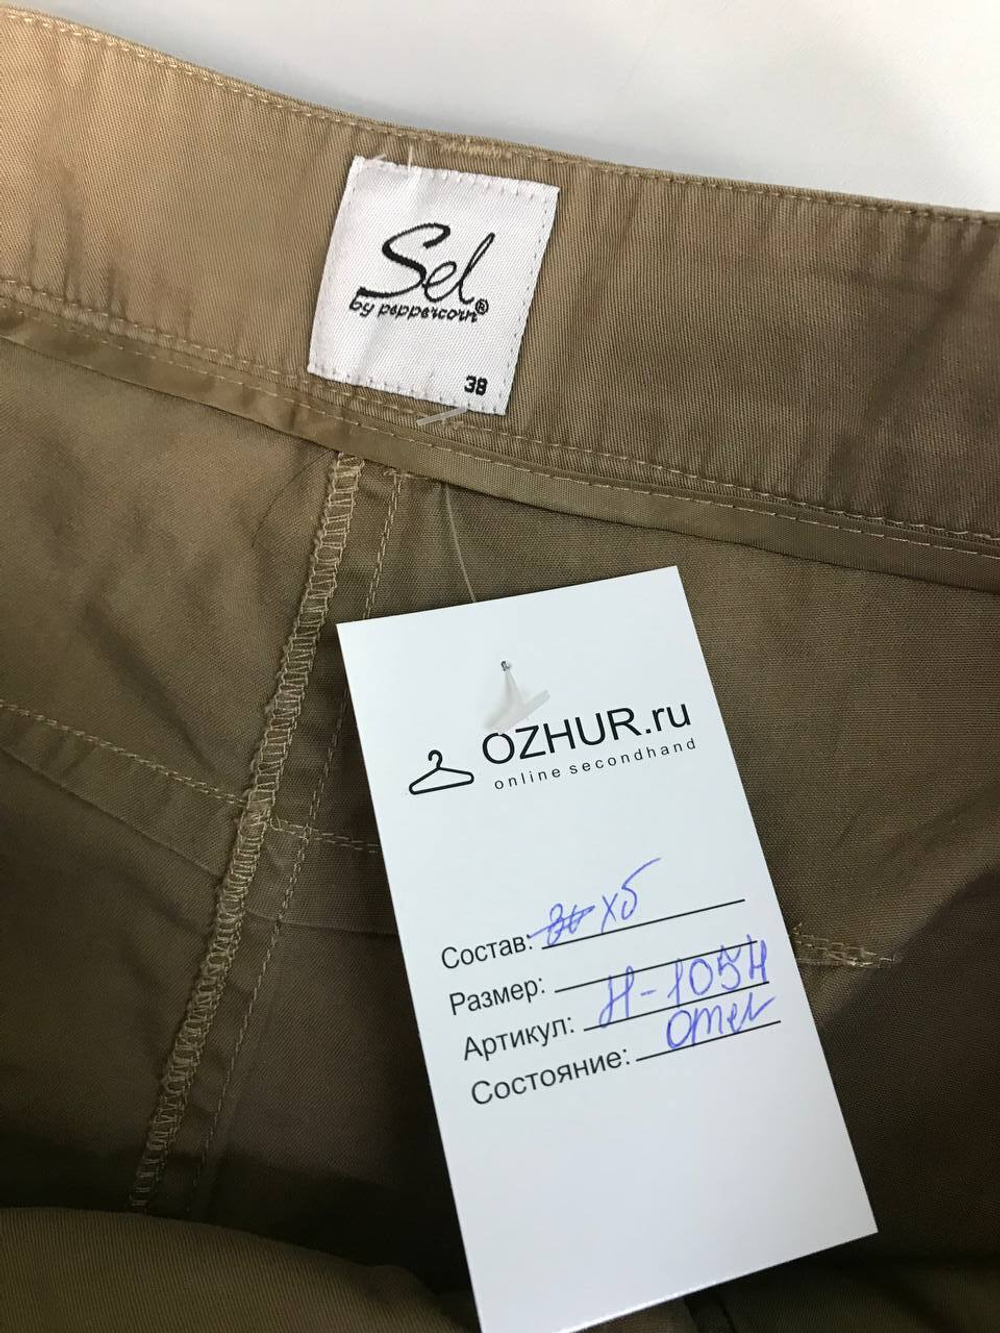 Sel
by peppercorn®
38
OZHUR.ru
online secondhand
Состав: хб
Размер:
Артикул: Н-1054
Состояние: отл